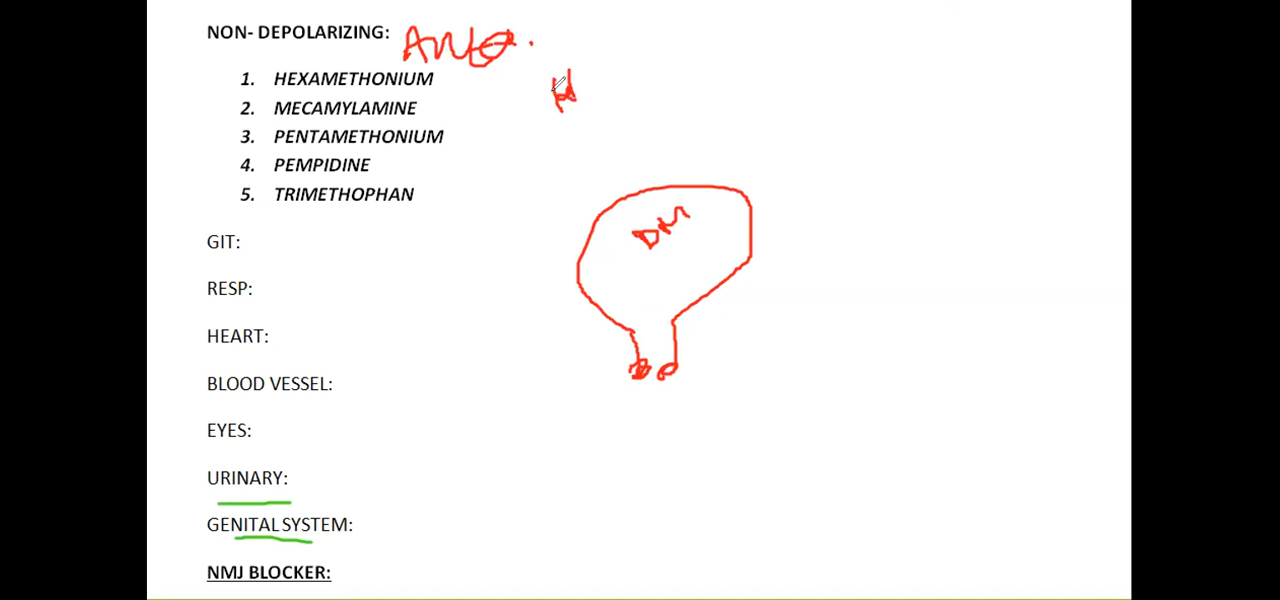 NON- DEPOLARIZING:
1. HEXAMETHONIUM
2. MECAMYLAMINE
3. PENTAMETHONIUM
4. PEMPIDINE
5. TRIMETHOPHAN
DM
GIT:
RESP:
HEART:
BLOOD VESSEL:
EYES:
URINARY:
GENITAL SYSTEM:
NMJ BLOCKER: